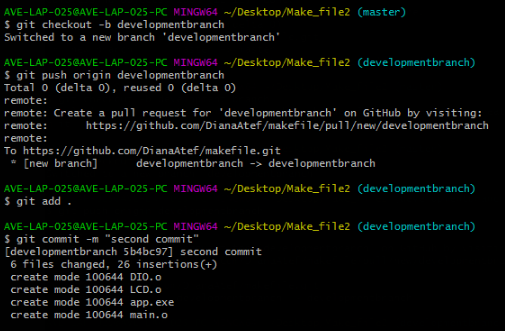 AVE-LAP-025@AVE-LAP-025-PC MINGW64 ~/Desktop/Make_file2 (master)
$ git checkout -b developmentbranch
Switched to a new branch 'developmentbranch'
AVE-LAP-025@AVE-LAP-025-PC MINGW64 ~/Desktop/Make_file2 (developmentbranch)
$ git push origin developmentbranch
Total 0 (delta 0), reused 0 (delta 0)
remote:
remote: Create a pull request for 'developmentbranch' on GitHub by visiting:
remote:      https://github.com/DianaAtef/makefile/pull/new/developmentbranch
remote:
To https://github.com/DianaAtef/makefile.git
 * [new branch]      developmentbranch -> developmentbranch
AVE-LAP-025@AVE-LAP-025-PC MINGW64 ~/Desktop/Make_file2 (developmentbranch)
$ git add .
AVE-LAP-025@AVE-LAP-025-PC MINGW64 ~/Desktop/Make_file2 (developmentbranch)
$ git commit -m "second commit"
[developmentbranch 5b4bc97] second commit
 6 files changed, 26 insertions(+)
 create mode 100644 DIO.o
 create mode 100644 LCD.o
 create mode 100644 app.exe
 create mode 100644 main.o